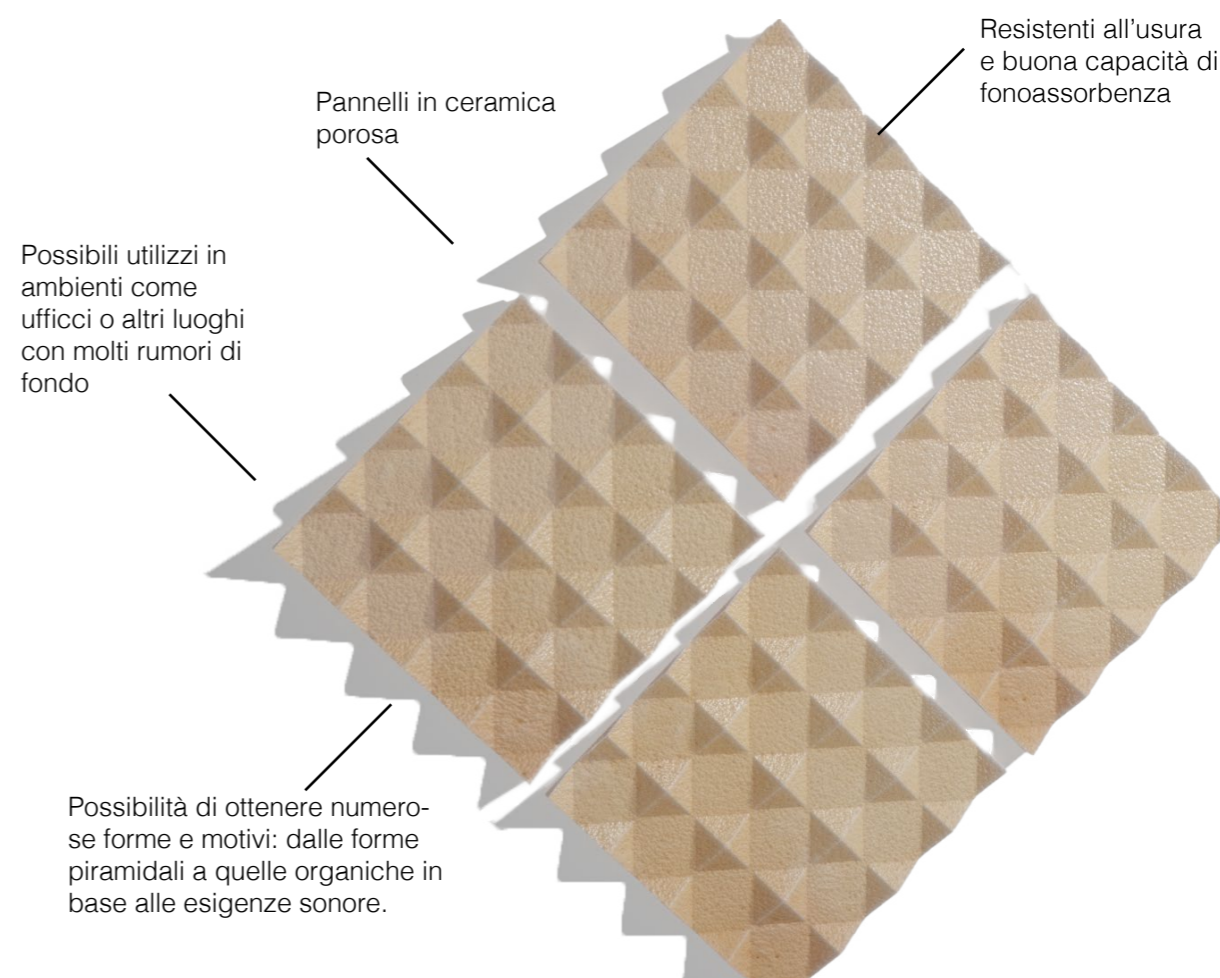 Resistenti all'usura
e buona capacità di
fonoassorbenza
Pannelli in ceramica
porosa
Possibili utilizzi in
ambienti come
ufficci o altri luoghi
con molti rumori di
fondo
Possibilità di ottenere numero-
se forme e motivi: dalle forme
piramidali a quelle organiche in
base alle esigenze sonore.